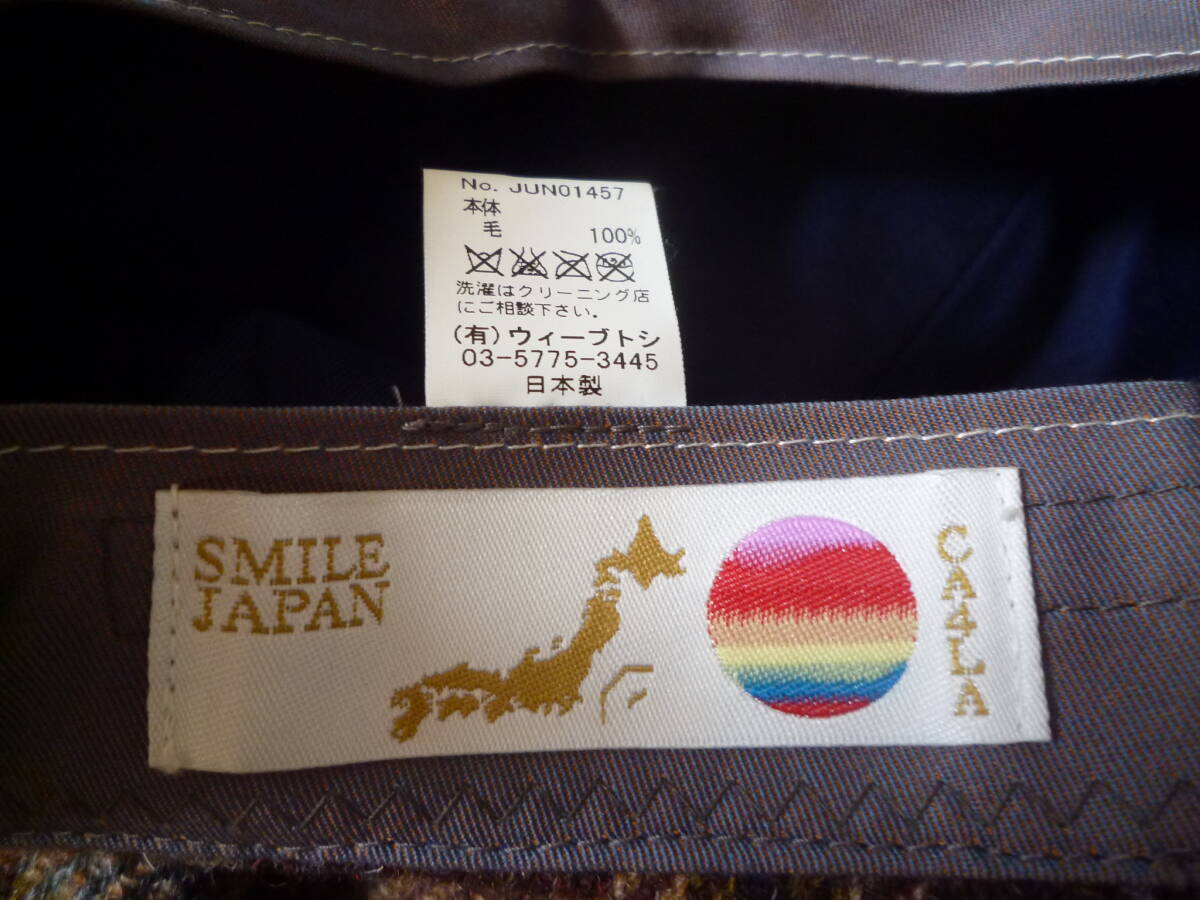 No. JUN01457
本体
毛 100%
洗濯はクリーニング店
にご相談下さい。
(有)ウィーブトシ
03-5775-3445
日本製
SMILE
JAPAN
CA4LA